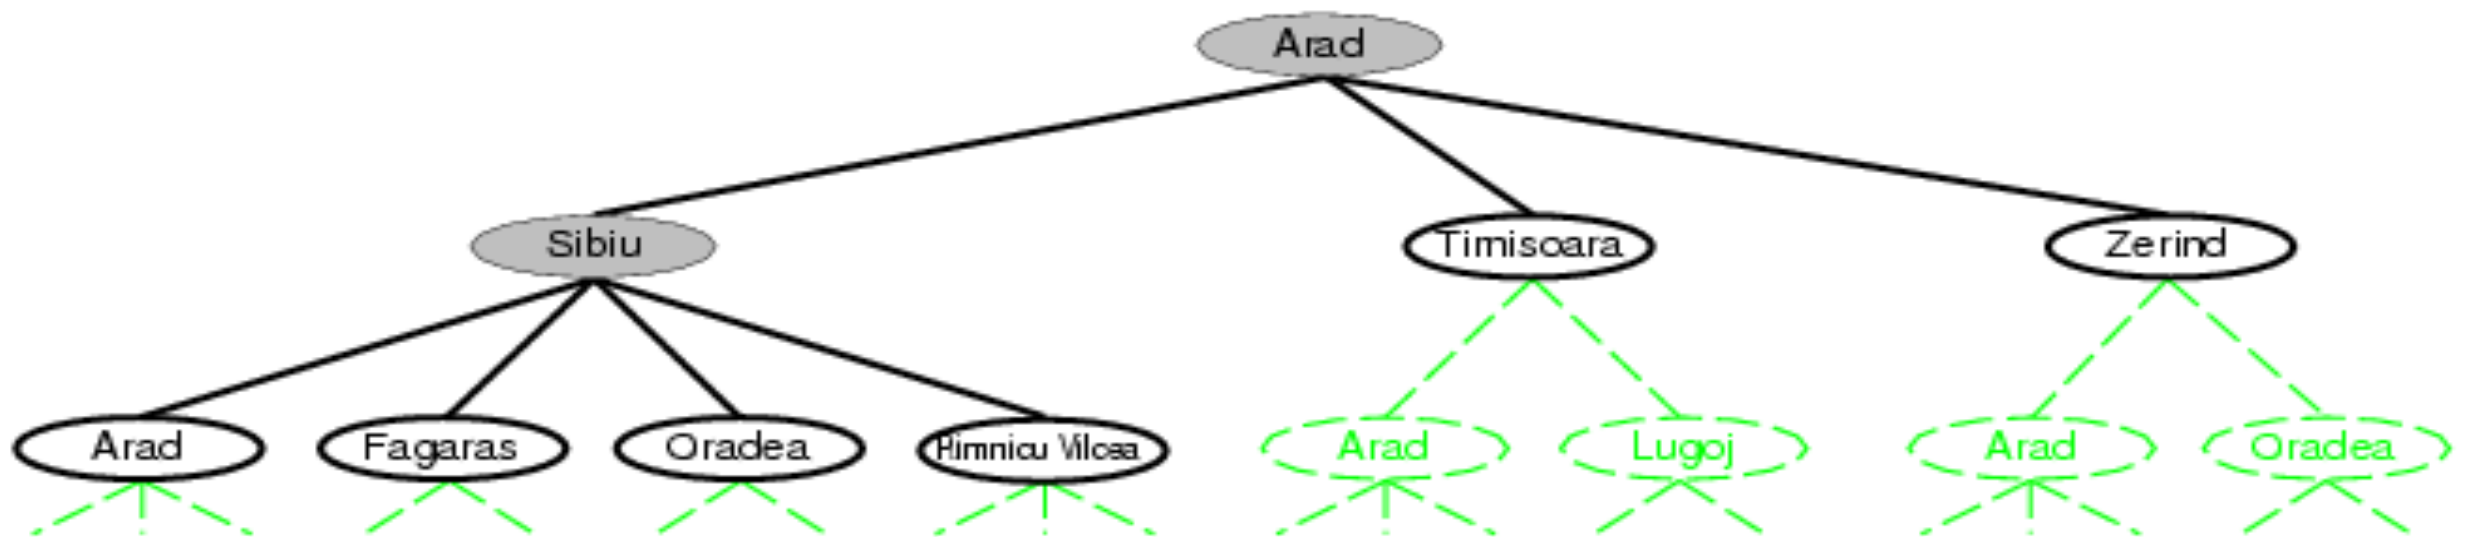 Arad
Sibiu
Timisoara
Zerind
Arad
Fagaras
Oradea
Rimnicu Vilcea
Arad
Lugoj
Arad
Oradea